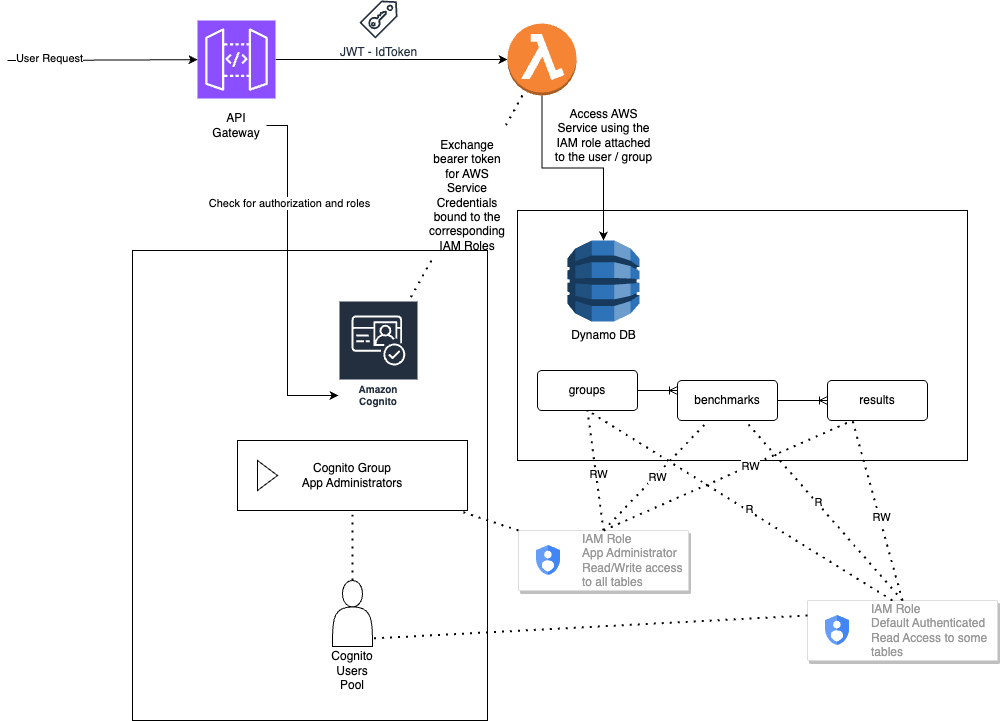 User Request
</>
JWT - IdToken
API
Gateway
Access AWS
Service using the
IAM role attached
to the user / group
Exchange
bearer token
for AWS
Service
Credentials
bound to the
corresponding
IAM Roles
Check for authorization and roles
Amazon
Cognito
Dynamo DB
groups
benchmarks
results
Cognito Group
App Administrators
RW
RW
RW
R
R
RW
IAM Role
App Administrator
Read/Write access
to all tables
IAM Role
Default Authenticated
Read Access to some
tables
Cognito
Users
Pool